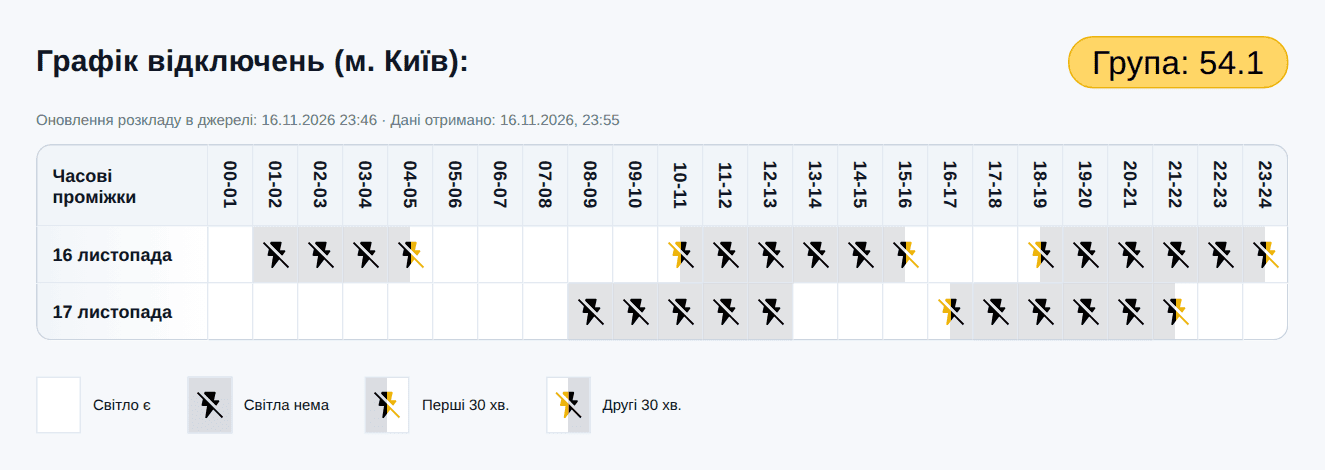 Графік відключень (м. Київ):
Група: 54.1
Оновлення розкладу в джерелі: 16.11.2026 23:46 · Дані отримано: 16.11.2026, 23:55
Часові
проміжки
00-01
01-02
02-03
03-04
04-05
05-06
06-07
07-08
08-09
09-10
10-11
11-12
12-13
13-14
14-15
15-16
16-17
17-18
18-19
19-20
20-21
21-22
22-23
23-24
16 листопада
17 листопада
Світло є
Світла нема
Перші 30 хв.
Другі 30 хв.